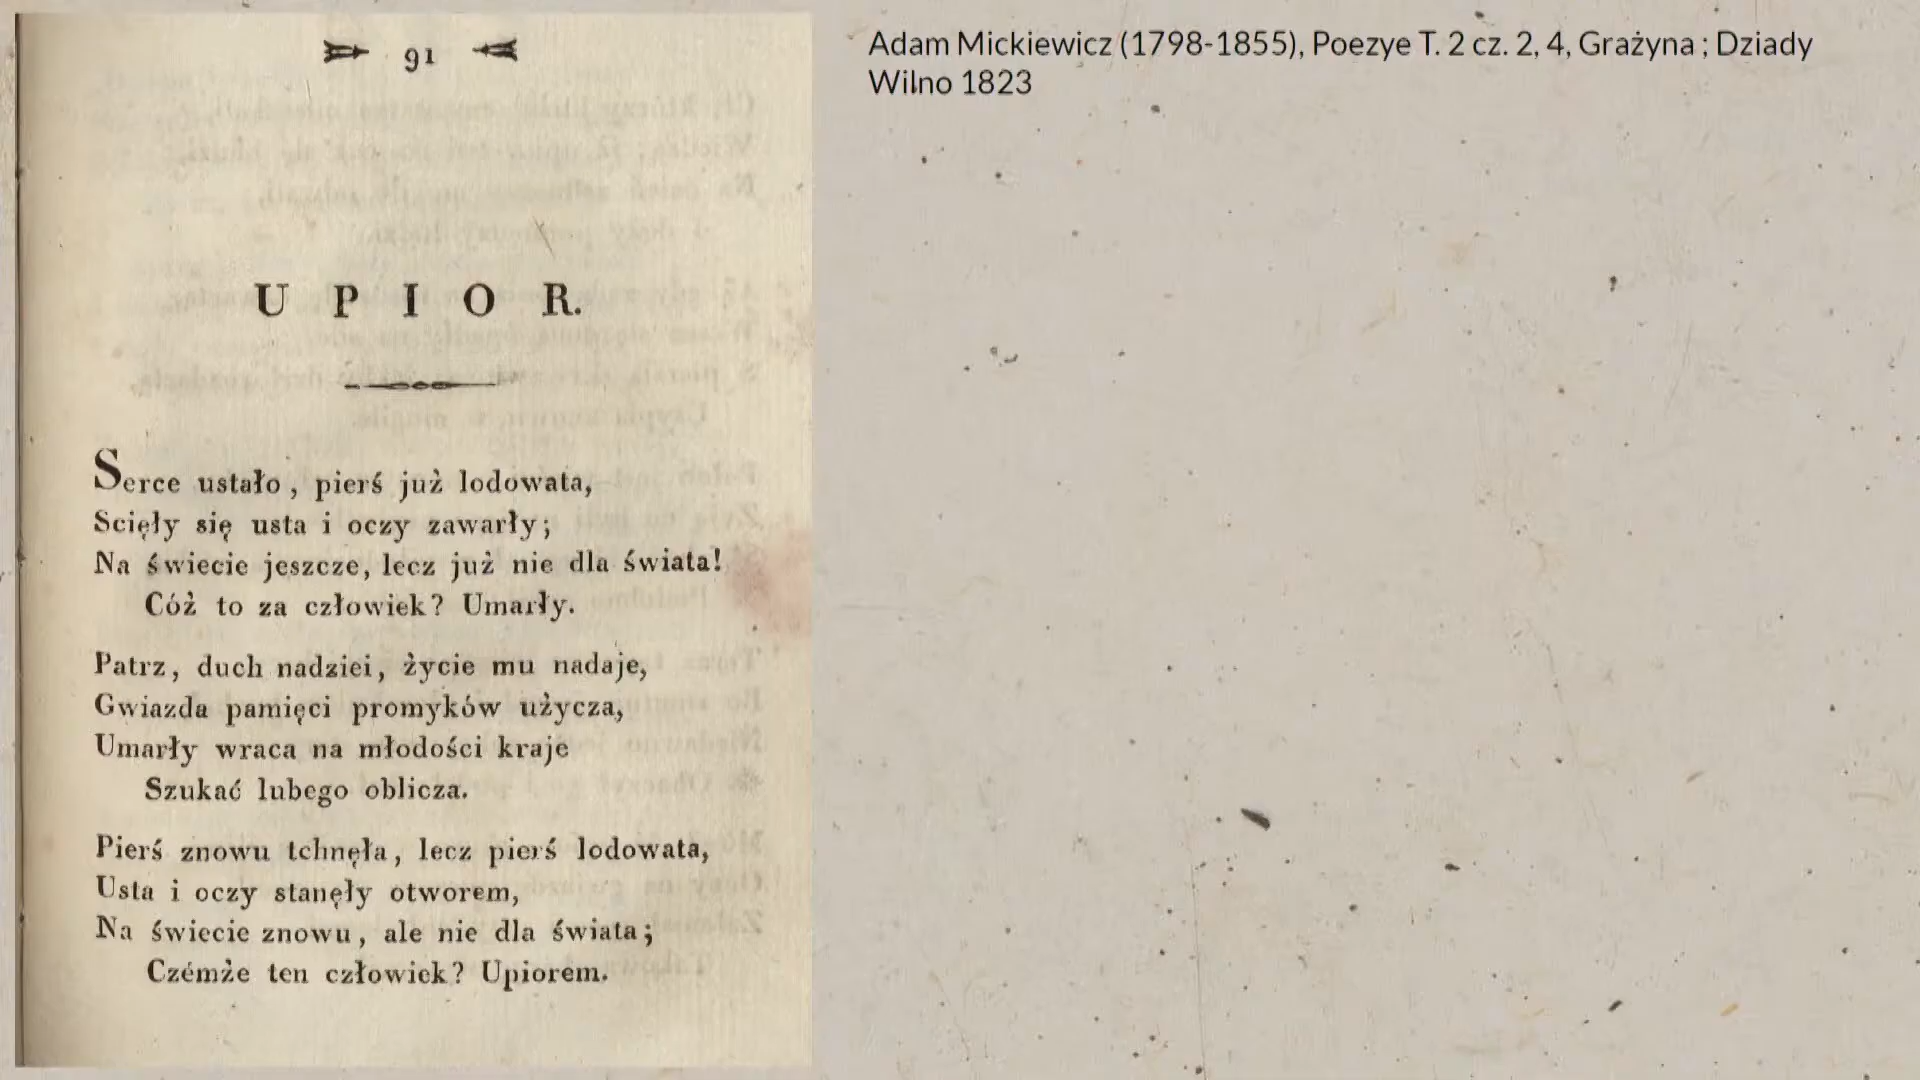 91
UPIOR.
Serce ustało, pierś już lodowata,
Scięły się usta i oczy zawarły;
Na świecie jeszcze, lecz już nie dla świata!
Cóż to za człowiek? Umarły.
Patrz, duch nadziei, życie mu nadaje,
Gwiazda pamięci promyków użycza,
Umarły wraca na młodości kraje
Szukać lubego oblicza.
Pierś znowu tchnęła, lecz pierś lodowata,
Usta i oczy stanęły otworem,
Na świecie znowu, ale nie dla świata;
Czémże ten człowiek? Upiorem.
Adam Mickiewicz (1798-1855), Poezye T. 2 cz. 2, 4, Grażyna ; Dziady
Wilno 1823